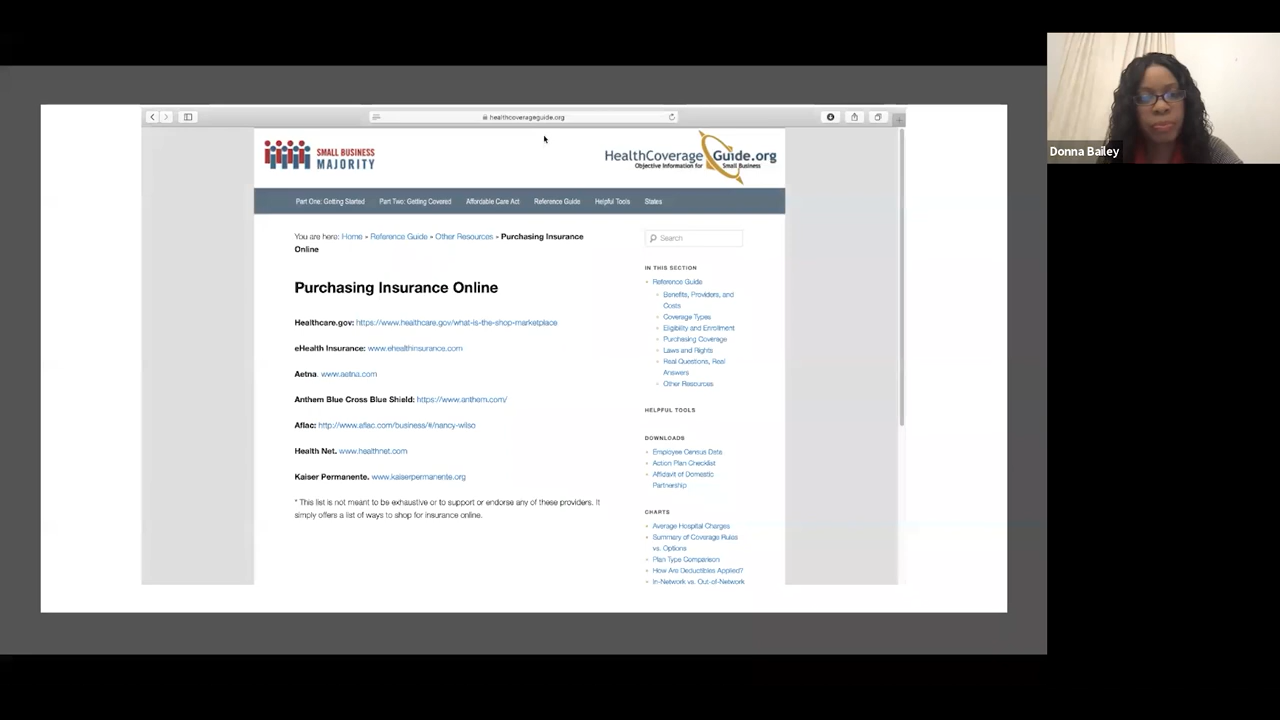 healthcoverageguide.org
SMALL BUSINESS
MAJORITY
HealthCoverage Guide.org
Objective Information for Small Business
Part One: Getting Started Part Two: Getting Covered Affordable Care Act Reference Guide Helpful Tools States
You are here: Home » Reference Guide » Other Resources » Purchasing Insurance
Online
Purchasing Insurance Online
Healthcare.gov: https://www.healthcare.gov/what-is-the-shop-marketplace
eHealth Insurance: www.ehealthinsurance.com
Aetna. www.aetna.com
Anthem Blue Cross Blue Shield: https://www.anthem.com/
Aflac: http://www.aflac.com/business/#/nancy-wilso
Health Net. www.healthnet.com
Kaiser Permanente. www.kaiserpermanente.org
* This list is not meant to be exhaustive or to support or endorse any of these providers. It
simply offers a list of ways to shop for insurance online.
Search
IN THIS SECTION
Reference Guide
Benefits, Providers, and
Costs
Coverage Types
Eligibility and Enrollment
Purchasing Coverage
Laws and Rights
Real Questions, Real
Answers
Other Resources
HELPFUL TOOLS
DOWNLOADS
Employee Census Data
Action Plan Checklist
Affidavit of Domestic
Partnership
CHARTS
Average Hospital Charges
Summary of Coverage Rules
vs. Options
Plan Type Comparison
How Are Deductibles Applied?
In-Network vs. Out-of-Network
Donna Bailey